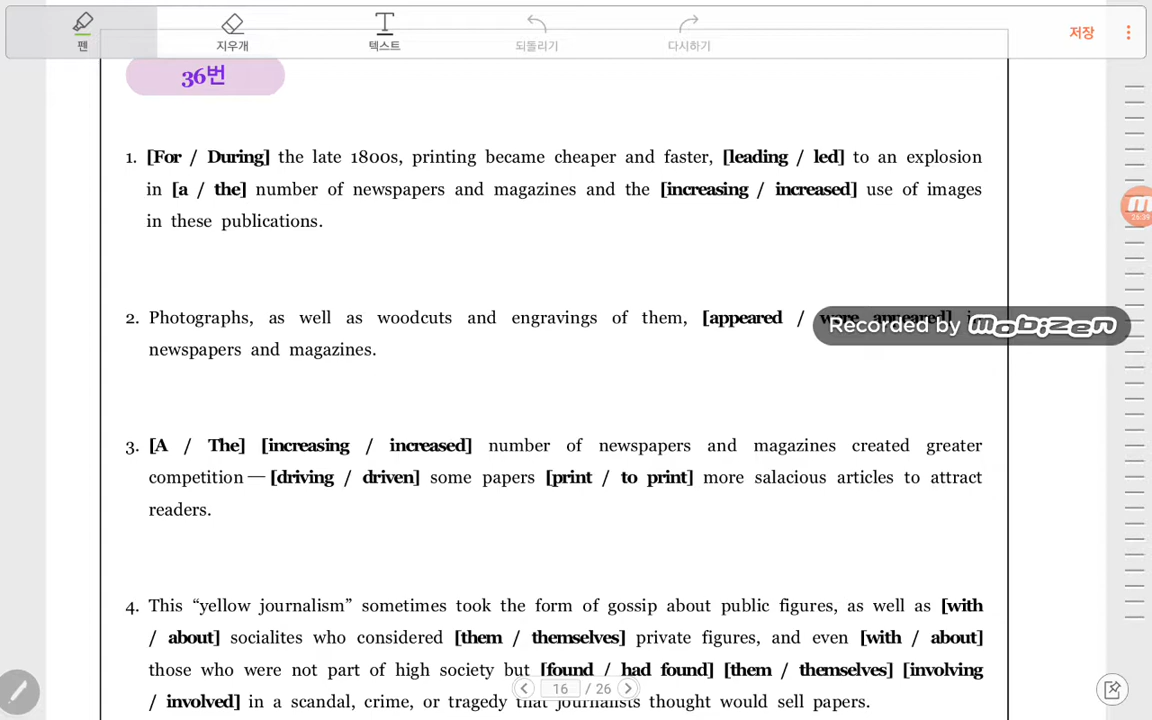 펜 지우개 텍스트 되돌리기 다시하기 저장
36번
1. [For / During] the late 1800s, printing became cheaper and faster, [leading / led] to an explosion
in [a / the] number of newspapers and magazines and the [increasing / increased] use of images
in these publications.
2. Photographs, as well as woodcuts and engravings of them, [appeared /
Recorded by mobizen
newspapers and magazines.
3. [A / The] [increasing / increased] number of newspapers and magazines created greater
competition — [driving / driven] some papers [print / to print] more salacious articles to attract
readers.
4. This “yellow journalism” sometimes took the form of gossip about public figures, as well as [with
/ about] socialites who considered [them / themselves] private figures, and even [with / about]
those who were not part of high society but [found / had found] [them / themselves] [involving
/ involved] in a scandal, crime, or tragedy that journalists thought would sell papers.
16 / 26